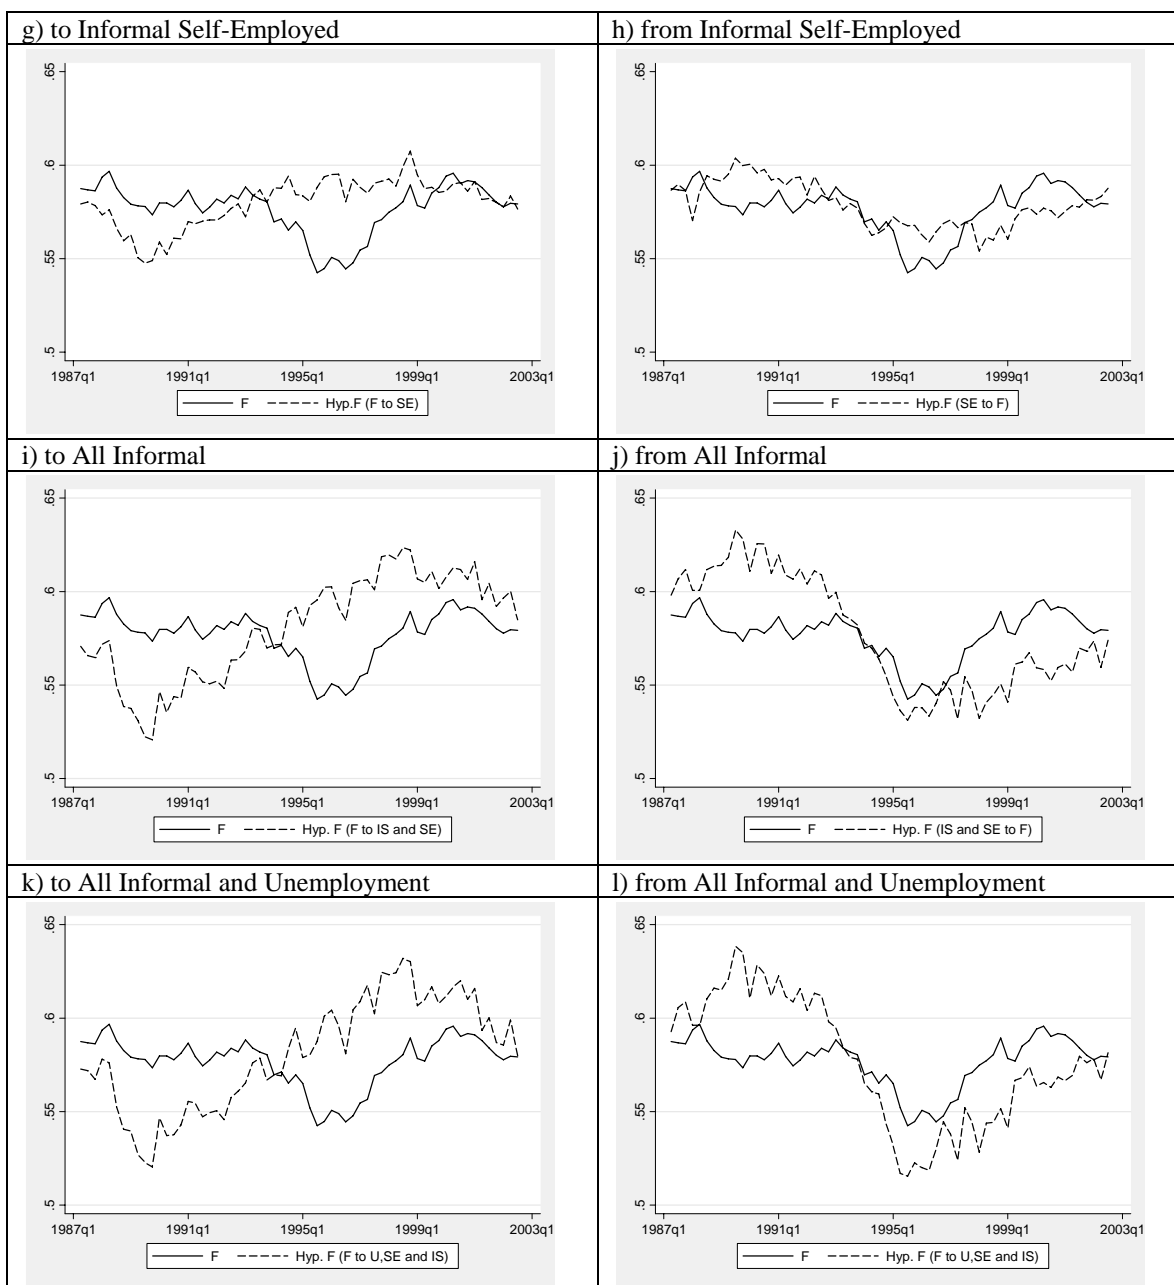 g) to Informal Self-Employed
h) from Informal Self-Employed
.65
.6
.55
.5
1987q1 1991q1 1995q1 1999q1 2003q1
F Hyp.F (F to SE)
.65
.6
.55
.5
1987q1 1991q1 1995q1 1999q1 2003q1
F Hyp.F (SE to F)
i) to All Informal
j) from All Informal
.65
.6
.55
.5
1987q1 1991q1 1995q1 1999q1 2003q1
F Hyp. F (F to IS and SE)
.65
.6
.55
.5
1987q1 1991q1 1995q1 1999q1 2003q1
F Hyp. F (IS and SE to F)
k) to All Informal and Unemployment
l) from All Informal and Unemployment
.65
.6
.55
.5
1987q1 1991q1 1995q1 1999q1 2003q1
F Hyp. F (F to U,SE and IS)
.65
.6
.55
.5
1987q1 1991q1 1995q1 1999q1 2003q1
F Hyp. F (F to U,SE and IS)